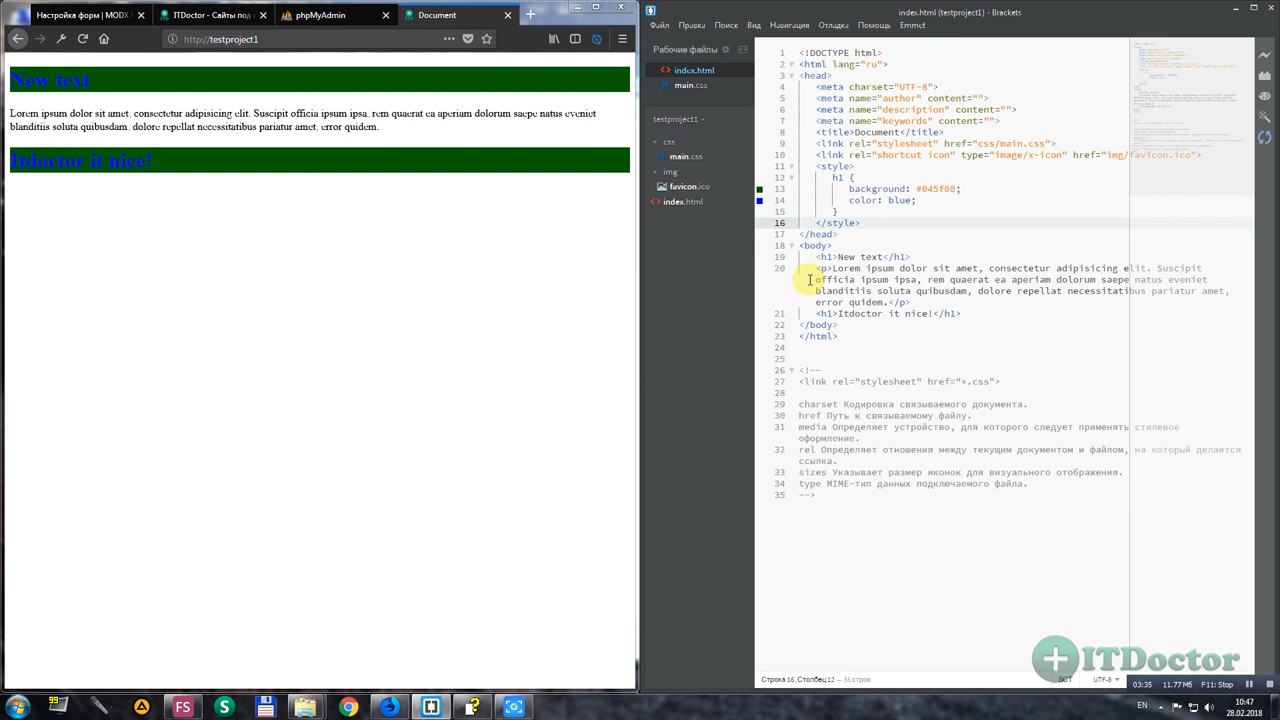 Настройка форм | MODX
ITDoctor - Сайты под
phpMyAdmin
Document
http://testproject1
New text
Lorem ipsum dolor sit amet, consectetur adipisicing elit. Suscipit officia ipsum ipsa, rem quaerat ea aperiam dolorum saepe natus eveniet
blanditiis soluta quibusdam, dolore repellat necessitatibus pariatur amet, error quidem.
Itdoctor it nice!
index.html (testproject1) - Brackets
Файл Правка Поиск Вид Навигация Отладка Помощь Emmet
Рабочие файлы
index.html
main.css
testproject1
css
main.css
img
favicon.ico
index.html
1 <!DOCTYPE html>
2 <html lang="ru">
3 <head>
4 <meta charset="UTF-8">
5 <meta name="author" content="">
6 <meta name="description" content="">
7 <meta name="keywords" content="">
8 <title>Document</title>
9 <link rel="stylesheet" href="css/main.css">
10 <link rel="shortcut icon" type="image/x-icon" href="img/favicon.ico">
11 <style>
12 h1 {
13 background: #045f00;
14 color: blue;
15 }
16 </style>
17 </head>
18 <body>
19 <h1>New text</h1>
20 <p>Lorem ipsum dolor sit amet, consectetur adipisicing elit. Suscipit
officia ipsum ipsa, rem quaerat ea aperiam dolorum saepe natus eveniet
blanditiis soluta quibusdam, dolore repellat necessitatibus pariatur amet,
error quidem.</p>
21 <h1>Itdoctor it nice!</h1>
22 </body>
23 </html>
24
25
26 <!--
27 <link rel="stylesheet" href="*.css">
28
29 charset Кодировка связываемого документа.
30 href Путь к связываемому файлу.
31 media Определяет устройство, для которого следует применять стилевое
оформление.
32 rel Определяет отношения между текущим документом и файлом, на который делается
ссылка.
33 sizes Указывает размер иконок для визуального отображения.
34 type MIME-тип данных подключаемого файла.
35 -->
ITDoctor
Строка 16, Столбец 12 — 35 строк
ВСТ
UTF-8
03:35 11.77 Мб F11: Stop
99
FS
S
EN
10:47
28.02.2018